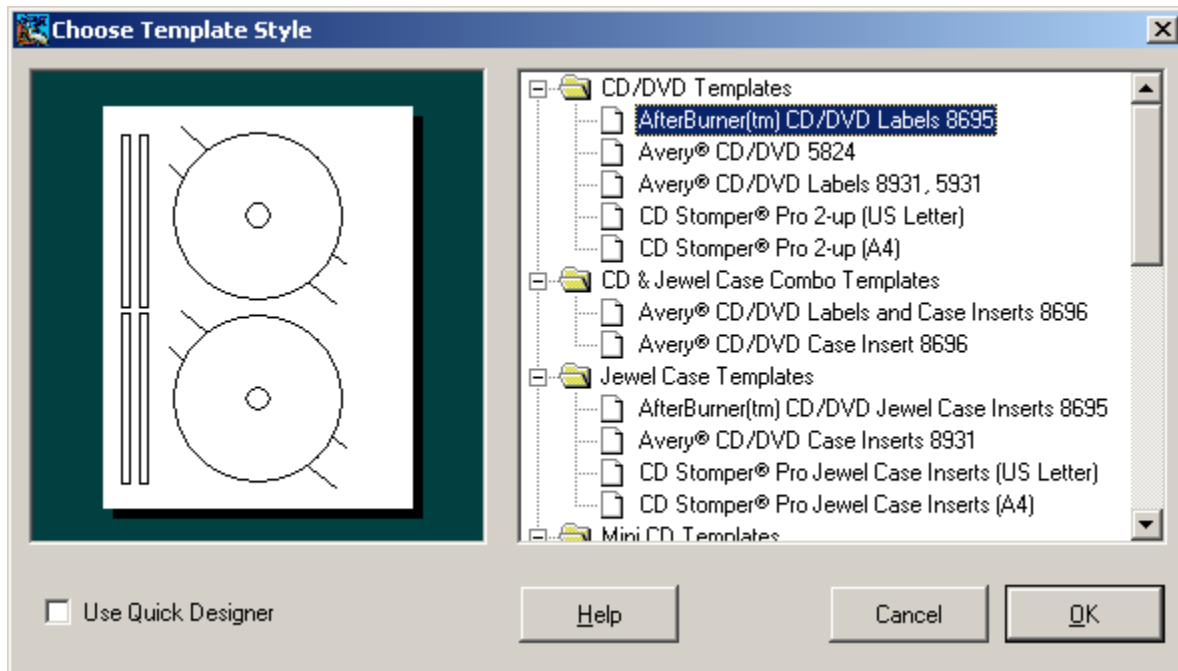 Choose Template Style
CD/DVD Templates
AfterBurner(tm) CD/DVD Labels 8695
Avery® CD/DVD 5824
Avery® CD/DVD Labels 8931, 5931
CD Stomper® Pro 2-up (US Letter)
CD Stomper® Pro 2-up (A4)
CD & Jewel Case Combo Templates
Avery® CD/DVD Labels and Case Inserts 8696
Avery® CD/DVD Case Insert 8696
Jewel Case Templates
AfterBurner(tm) CD/DVD Jewel Case Inserts 8695
Avery® CD/DVD Case Inserts 8931
CD Stomper® Pro Jewel Case Inserts (US Letter)
CD Stomper® Pro Jewel Case Inserts (A4)
Mini CD Templates
Use Quick Designer
Help
Cancel
OK